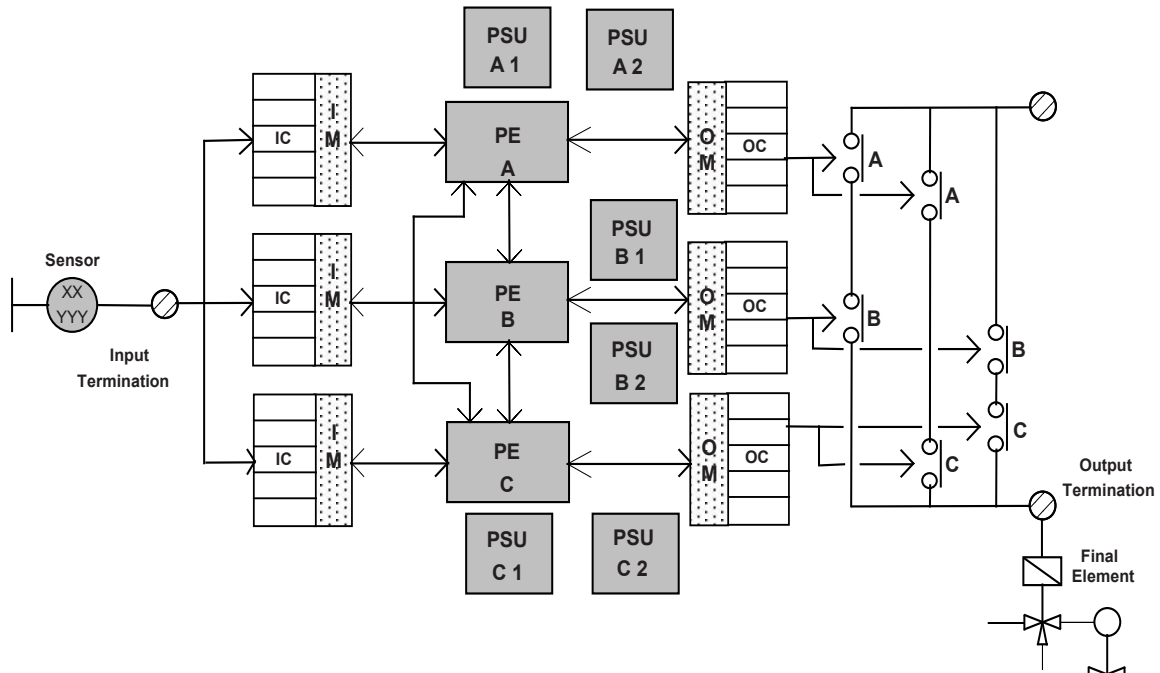 PSU
A 1
PSU
A 2
I
M
IC
PE
A
O
M
OC
A
A
PSU
B 1
Sensor
XX
YYY
Input
Termination
I
M
IC
PE
B
O
M
OC
B
B
PSU
B 2
I
M
IC
PE
C
O
M
OC
C
C
Output
Termination
PSU
C 1
PSU
C 2
Final
Element